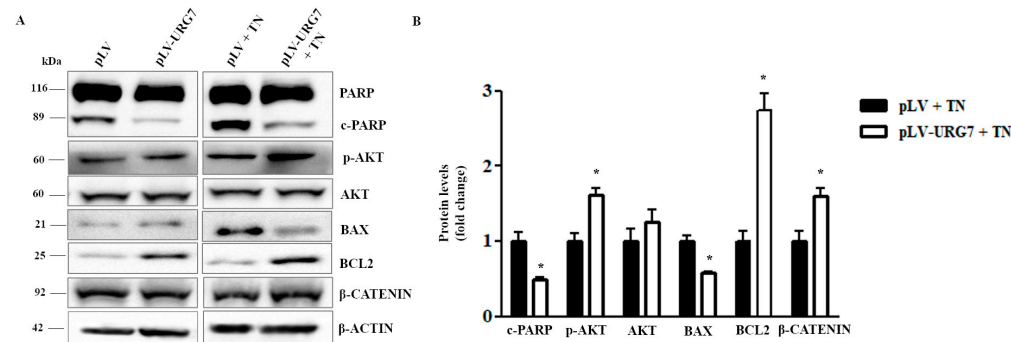 A
B
pLV
pLV-URG7
pLV + TN
pLV-URG7
+ TN
kDa
116
PARP
89
c-PARP
60
p-AKT
60
AKT
21
BAX
25
BCL2
92
β-CATENIN
42
β-ACTIN
Protein levels
(fold change)
3
2
1
0
*
*
*
*
*
c-PARP p-AKT AKT BAX BCL2 β-CATENIN
pLV + TN
pLV-URG7 + TN